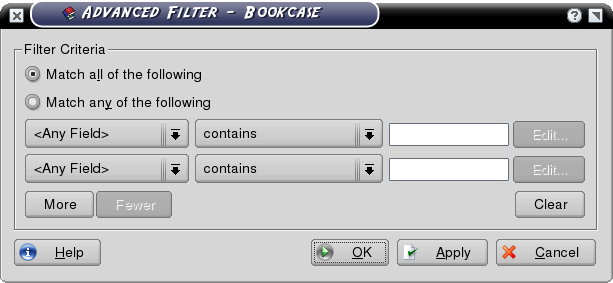 Advanced Filter - Bookcase
Filter Criteria
Match all of the following
Match any of the following
<Any Field> contains Edit...
<Any Field> contains Edit...
More Fewer Clear
Help OK Apply Cancel